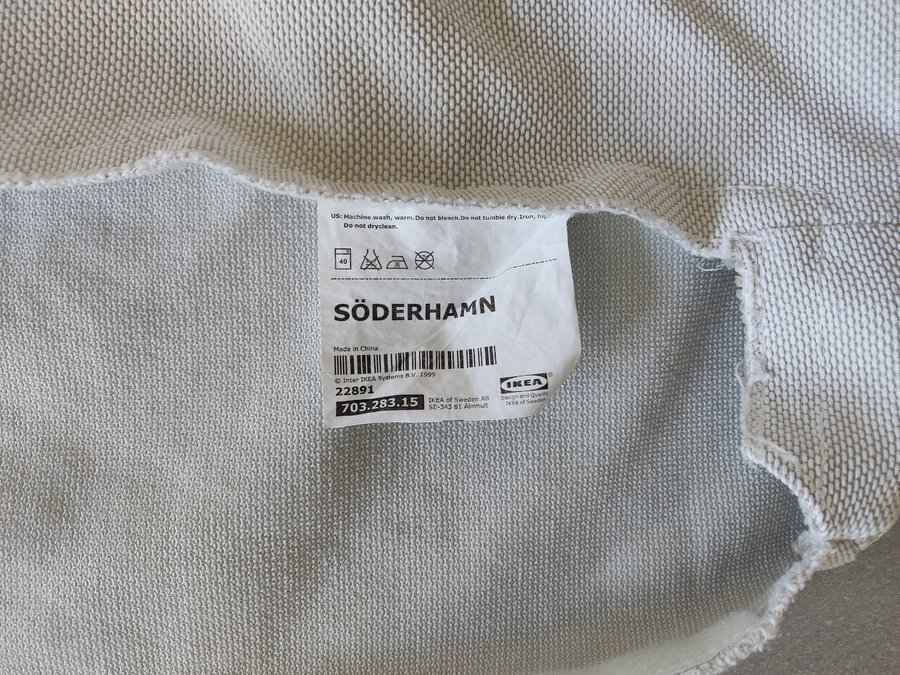 US: Machine wash, warm.Do not bleach.Do not tumble dry.Iron, high.
Do not dryclean.
40
SÖDERHAMN
Made in China
© Inter IKEA Systems B.V. 1999
22891
703.283.15
IKEA of Sweden AB
SE-343 81 Älmhult
IKEA®
Design and Quality
IKEA of Sweden